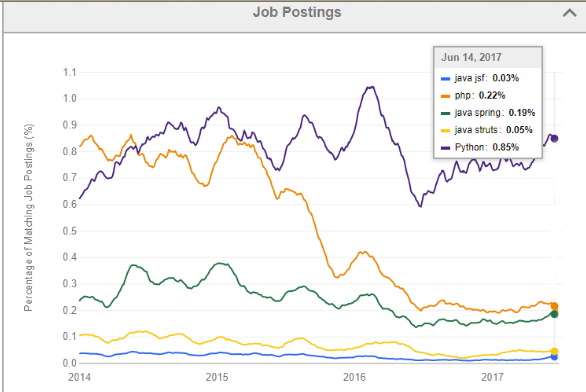 Job Postings
Jun 14, 2017
java jsf: 0.03%
php: 0.22%
java spring: 0.19%
java struts: 0.05%
Python: 0.85%
Percentage of Matching Job Postings (%)
1.1
1.0
0.9
0.8
0.7
0.6
0.5
0.4
0.3
0.2
0.1
0.0
2014 2015 2016 2017